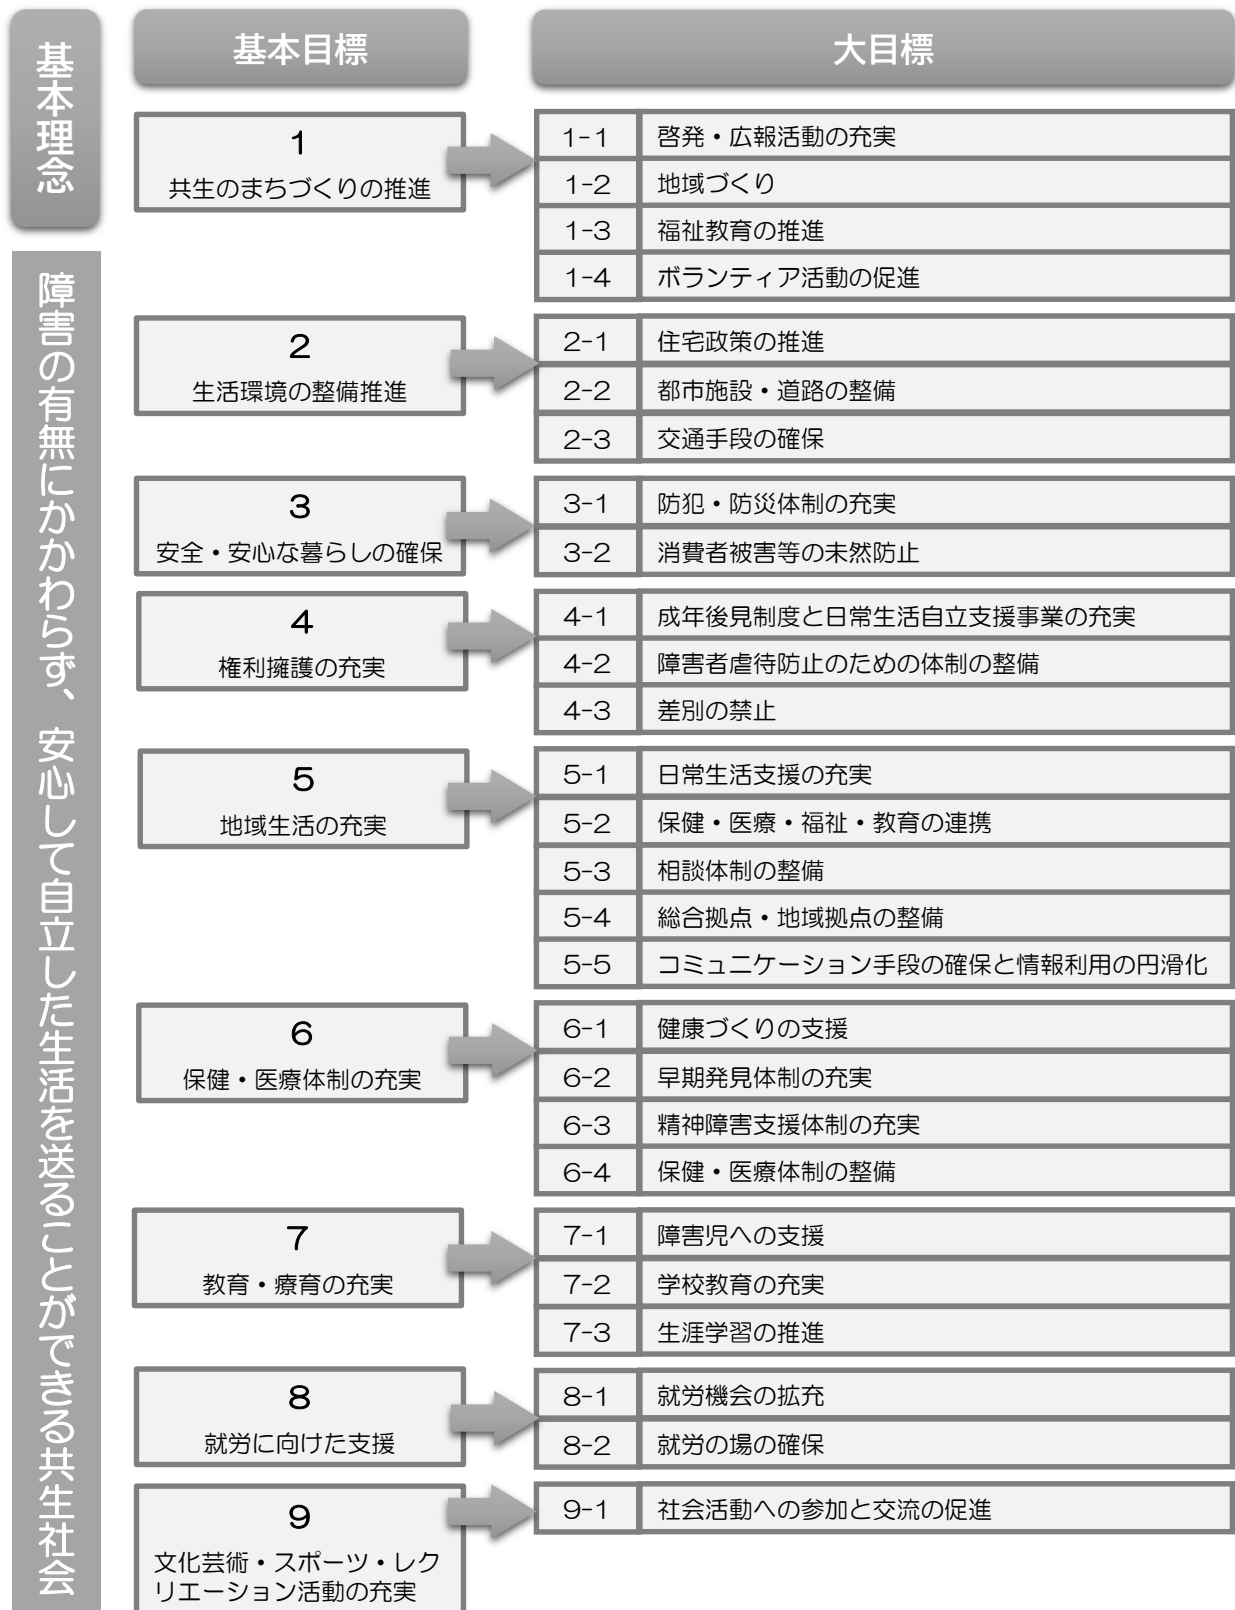 基本理念
障害の有無にかかわらず、安心して自立した生活を送ることができる共生社会
基本目標
大目標
1
共生のまちづくりの推進
1-1 啓発・広報活動の充実
1-2 地域づくり
1-3 福祉教育の推進
1-4 ボランティア活動の促進
2
生活環境の整備推進
2-1 住宅政策の推進
2-2 都市施設・道路の整備
2-3 交通手段の確保
3
安全・安心な暮らしの確保
3-1 防犯・防災体制の充実
3-2 消費者被害等の未然防止
4
権利擁護の充実
4-1 成年後見制度と日常生活自立支援事業の充実
4-2 障害者虐待防止のための体制の整備
4-3 差別の禁止
5
地域生活の充実
5-1 日常生活支援の充実
5-2 保健・医療・福祉・教育の連携
5-3 相談体制の整備
5-4 総合拠点・地域拠点の整備
5-5 コミュニケーション手段の確保と情報利用の円滑化
6
保健・医療体制の充実
6-1 健康づくりの支援
6-2 早期発見体制の充実
6-3 精神障害支援体制の充実
6-4 保健・医療体制の整備
7
教育・療育の充実
7-1 障害児への支援
7-2 学校教育の充実
7-3 生涯学習の推進
8
就労に向けた支援
8-1 就労機会の拡充
8-2 就労の場の確保
9
文化芸術・スポーツ・レク
リエーション活動の充実
9-1 社会活動への参加と交流の促進